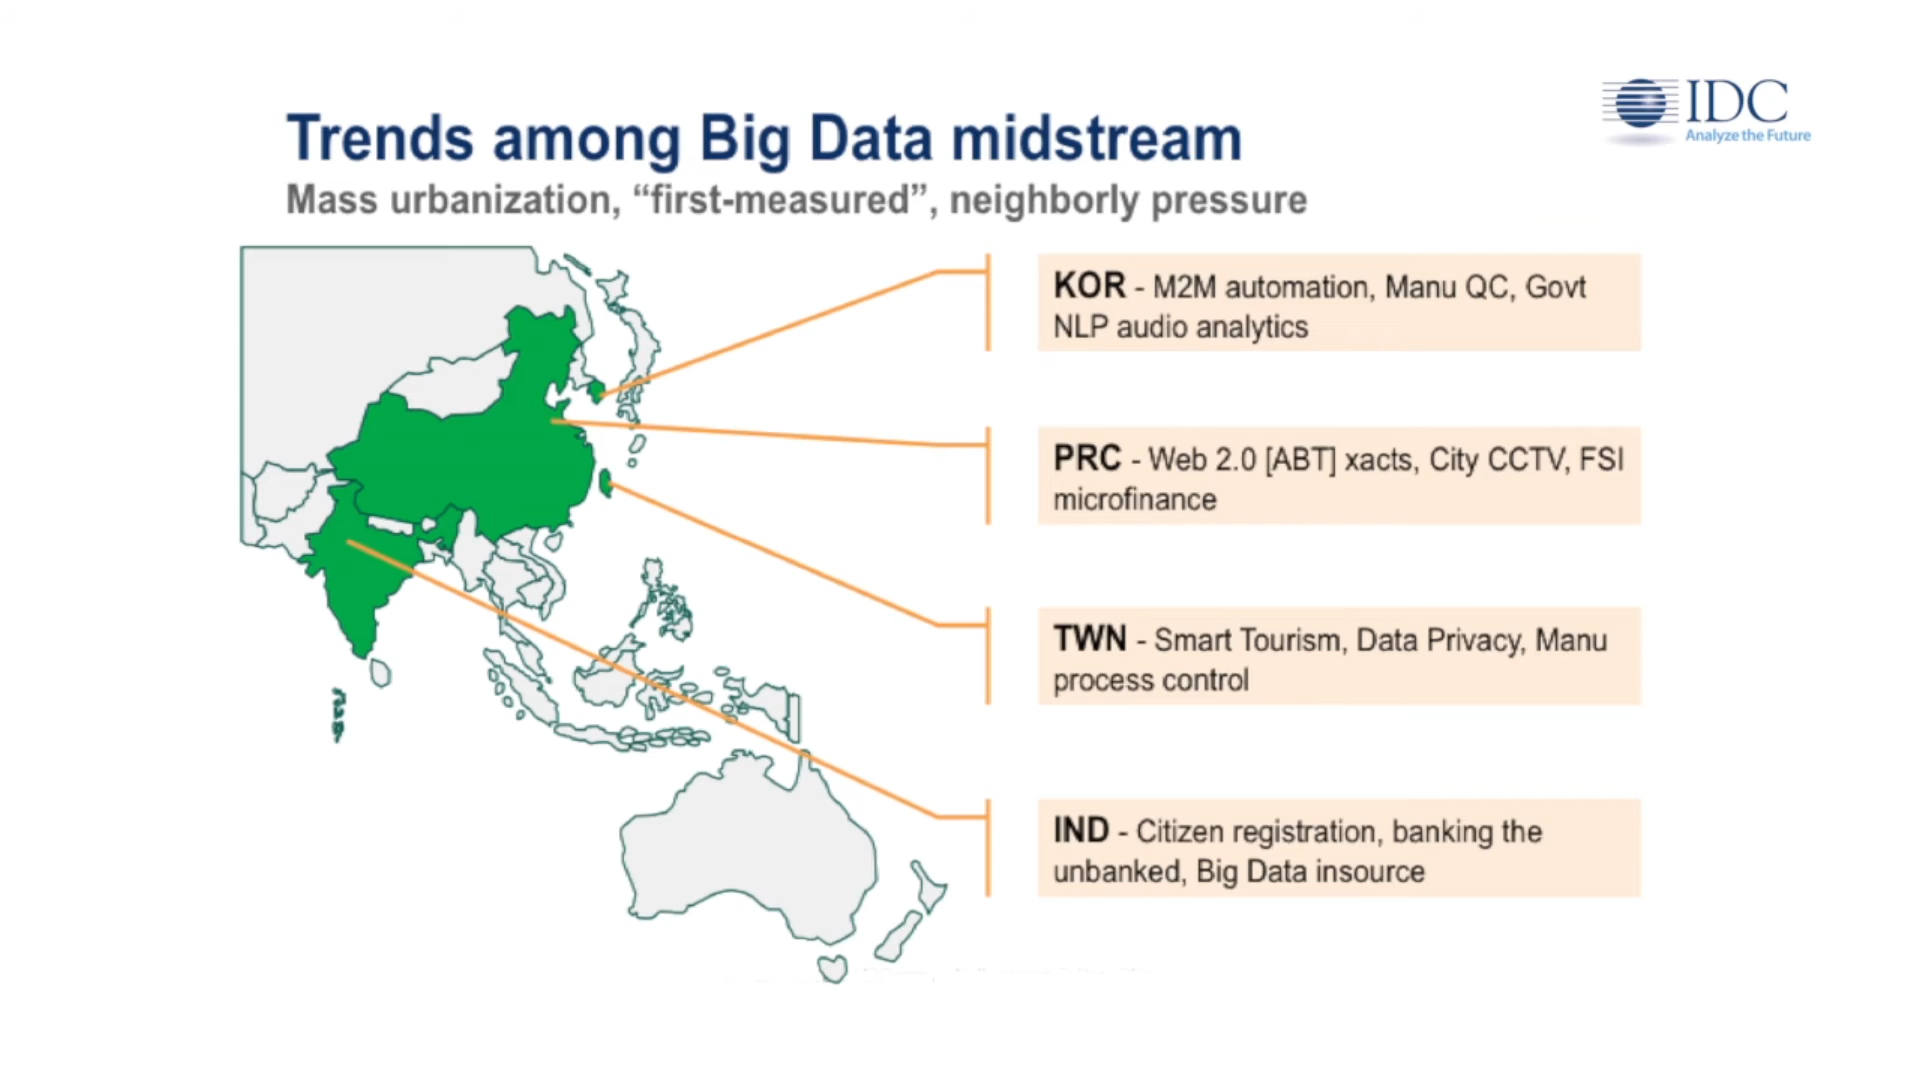 IDC
Analyze the Future
Trends among Big Data midstream
Mass urbanization, “first-measured”, neighborly pressure
KOR - M2M automation, Manu QC, Govt
NLP audio analytics
PRC - Web 2.0 [ABT] xacts, City CCTV, FSI
microfinance
TWN - Smart Tourism, Data Privacy, Manu
process control
IND - Citizen registration, banking the
unbanked, Big Data insource